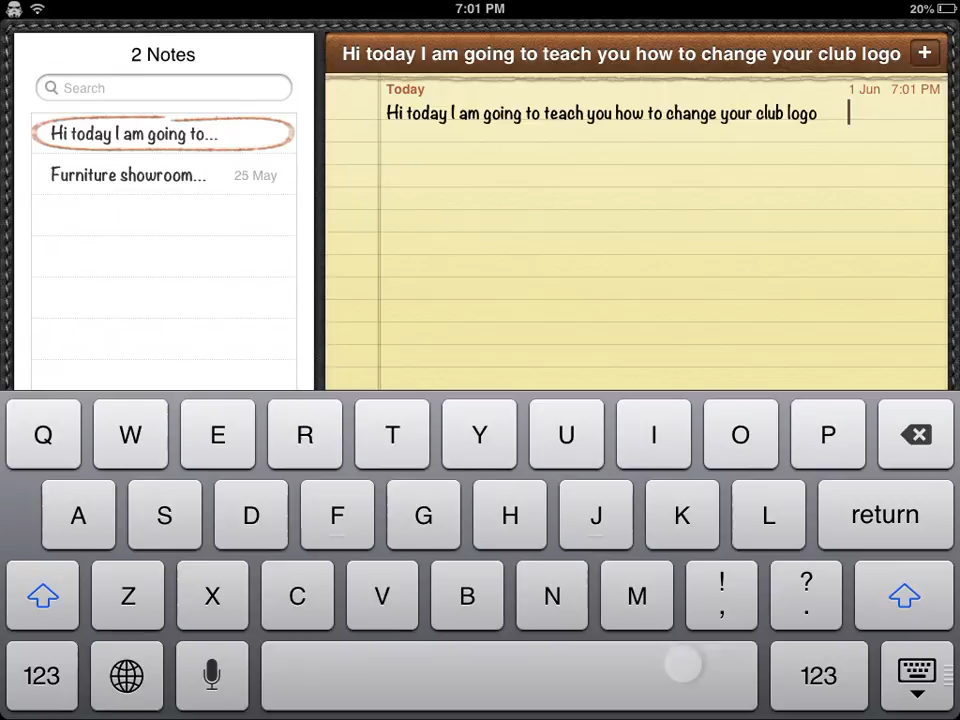 7:01 PM
20%
2 Notes
Search
Hi today I am going to...
Furniture showroom... 25 May
Hi today I am going to teach you how to change your club logo +
Today 1 Jun 7:01 PM
Hi today I am going to teach you how to change your club logo
Q W E R T Y U I O P
A S D F G H J K L return
Z X C V B N M ! , ? .
123 123